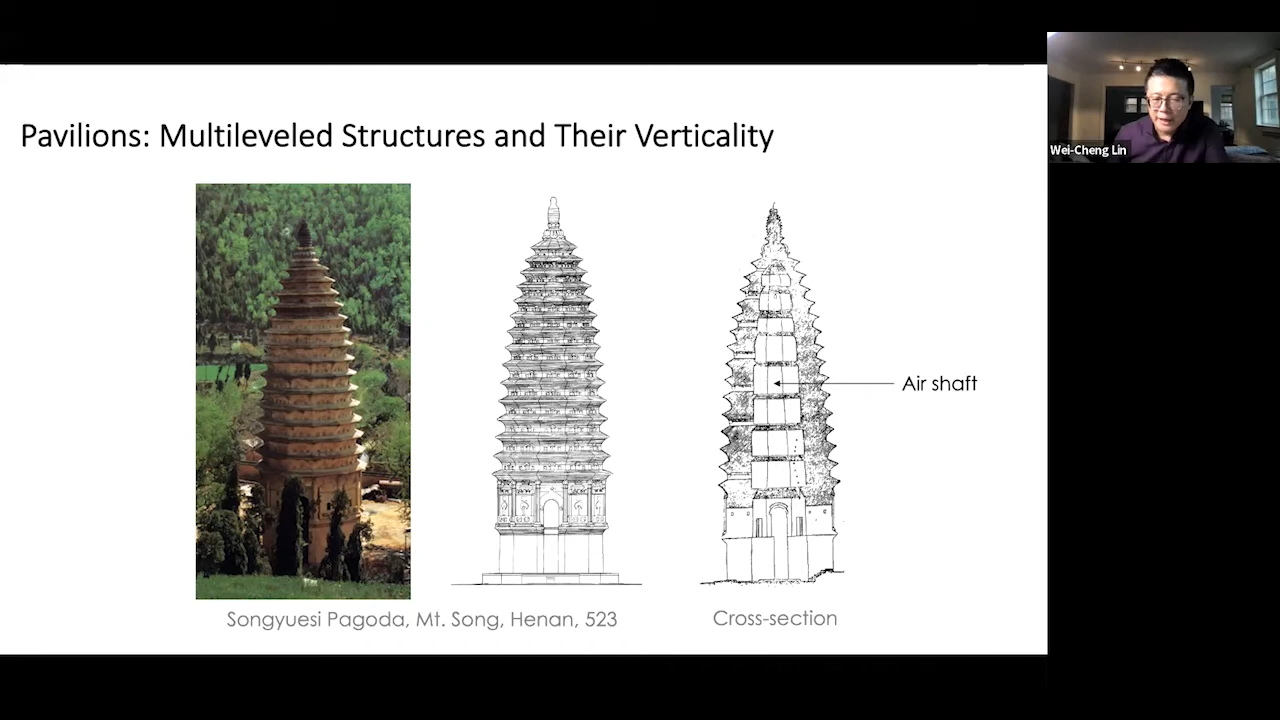 Pavilions: Multileveled Structures and Their Verticality
Wei-Cheng Lin
Air shaft
Songyuesi Pagoda, Mt. Song, Henan, 523
Cross-section